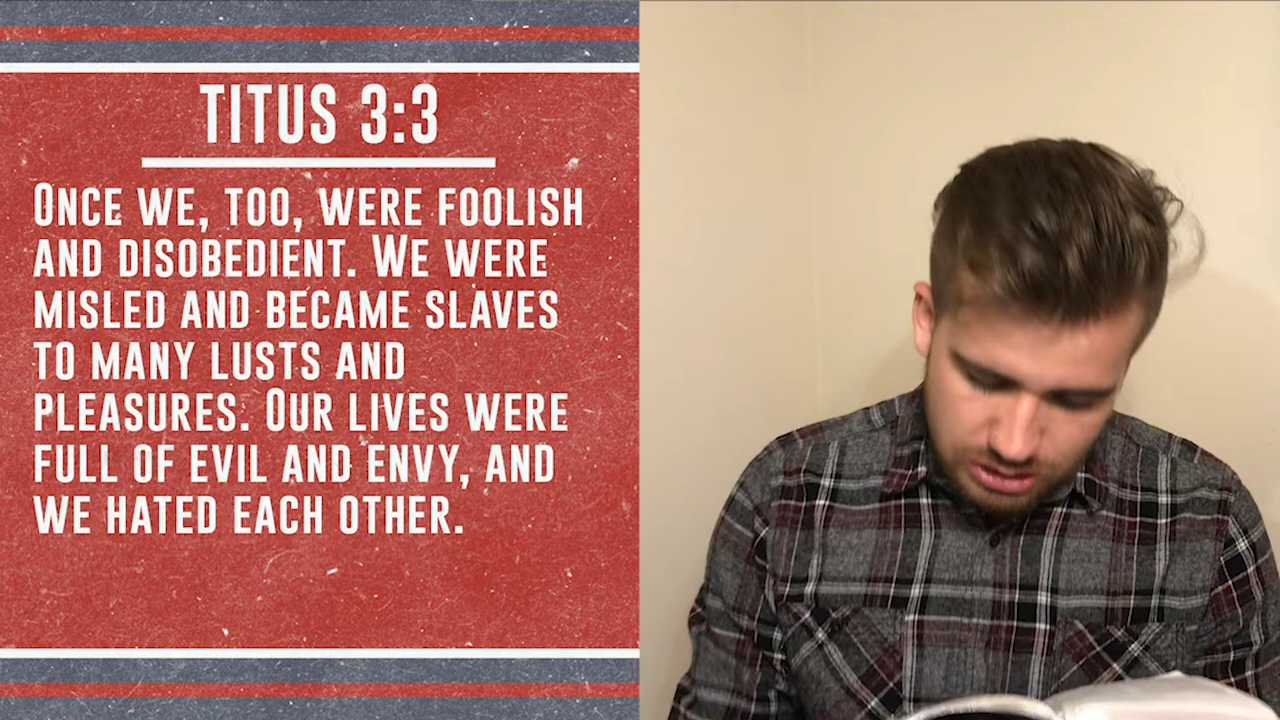 TITUS 3:3
ONCE WE, TOO, WERE FOOLISH
AND DISOBEDIENT. WE WERE
MISLED AND BECAME SLAVES
TO MANY LUSTS AND
PLEASURES. OUR LIVES WERE
FULL OF EVIL AND ENVY, AND
WE HATED EACH OTHER.